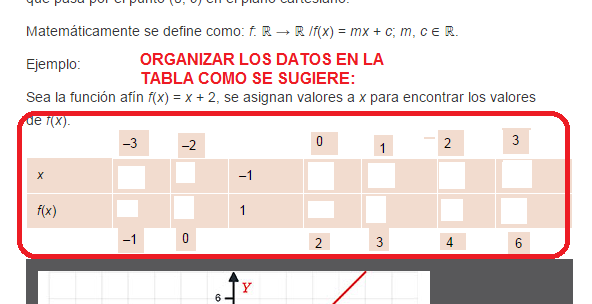 que pasa por el punto (0, 0) en el plano cartesiano.
Matemáticamente se define como: f: ℝ → ℝ /f(x) = mx + c; m, c ∈ ℝ.
Ejemplo:
ORGANIZAR LOS DATOS EN LA
TABLA COMO SE SUGIERE:
Sea la función afín f(x) = x + 2, se asignan valores a x para encontrar los valores
de f(x).
–3 –2 0 1 2 3
x –1
f(x) 1
–1 0 2 3 4 6
6 Y